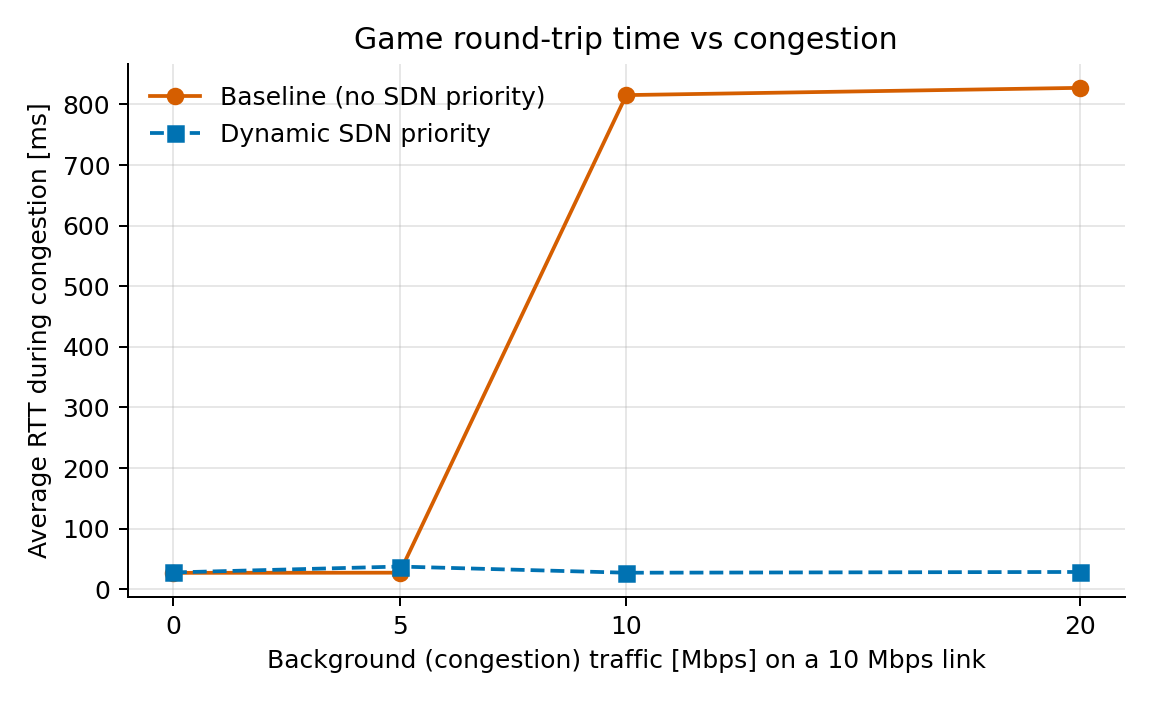 Game round-trip time vs congestion
Baseline (no SDN priority)
Dynamic SDN priority
Average RTT during congestion [ms]
800
700
600
500
400
300
200
100
0
0
5
10
20
Background (congestion) traffic [Mbps] on a 10 Mbps link